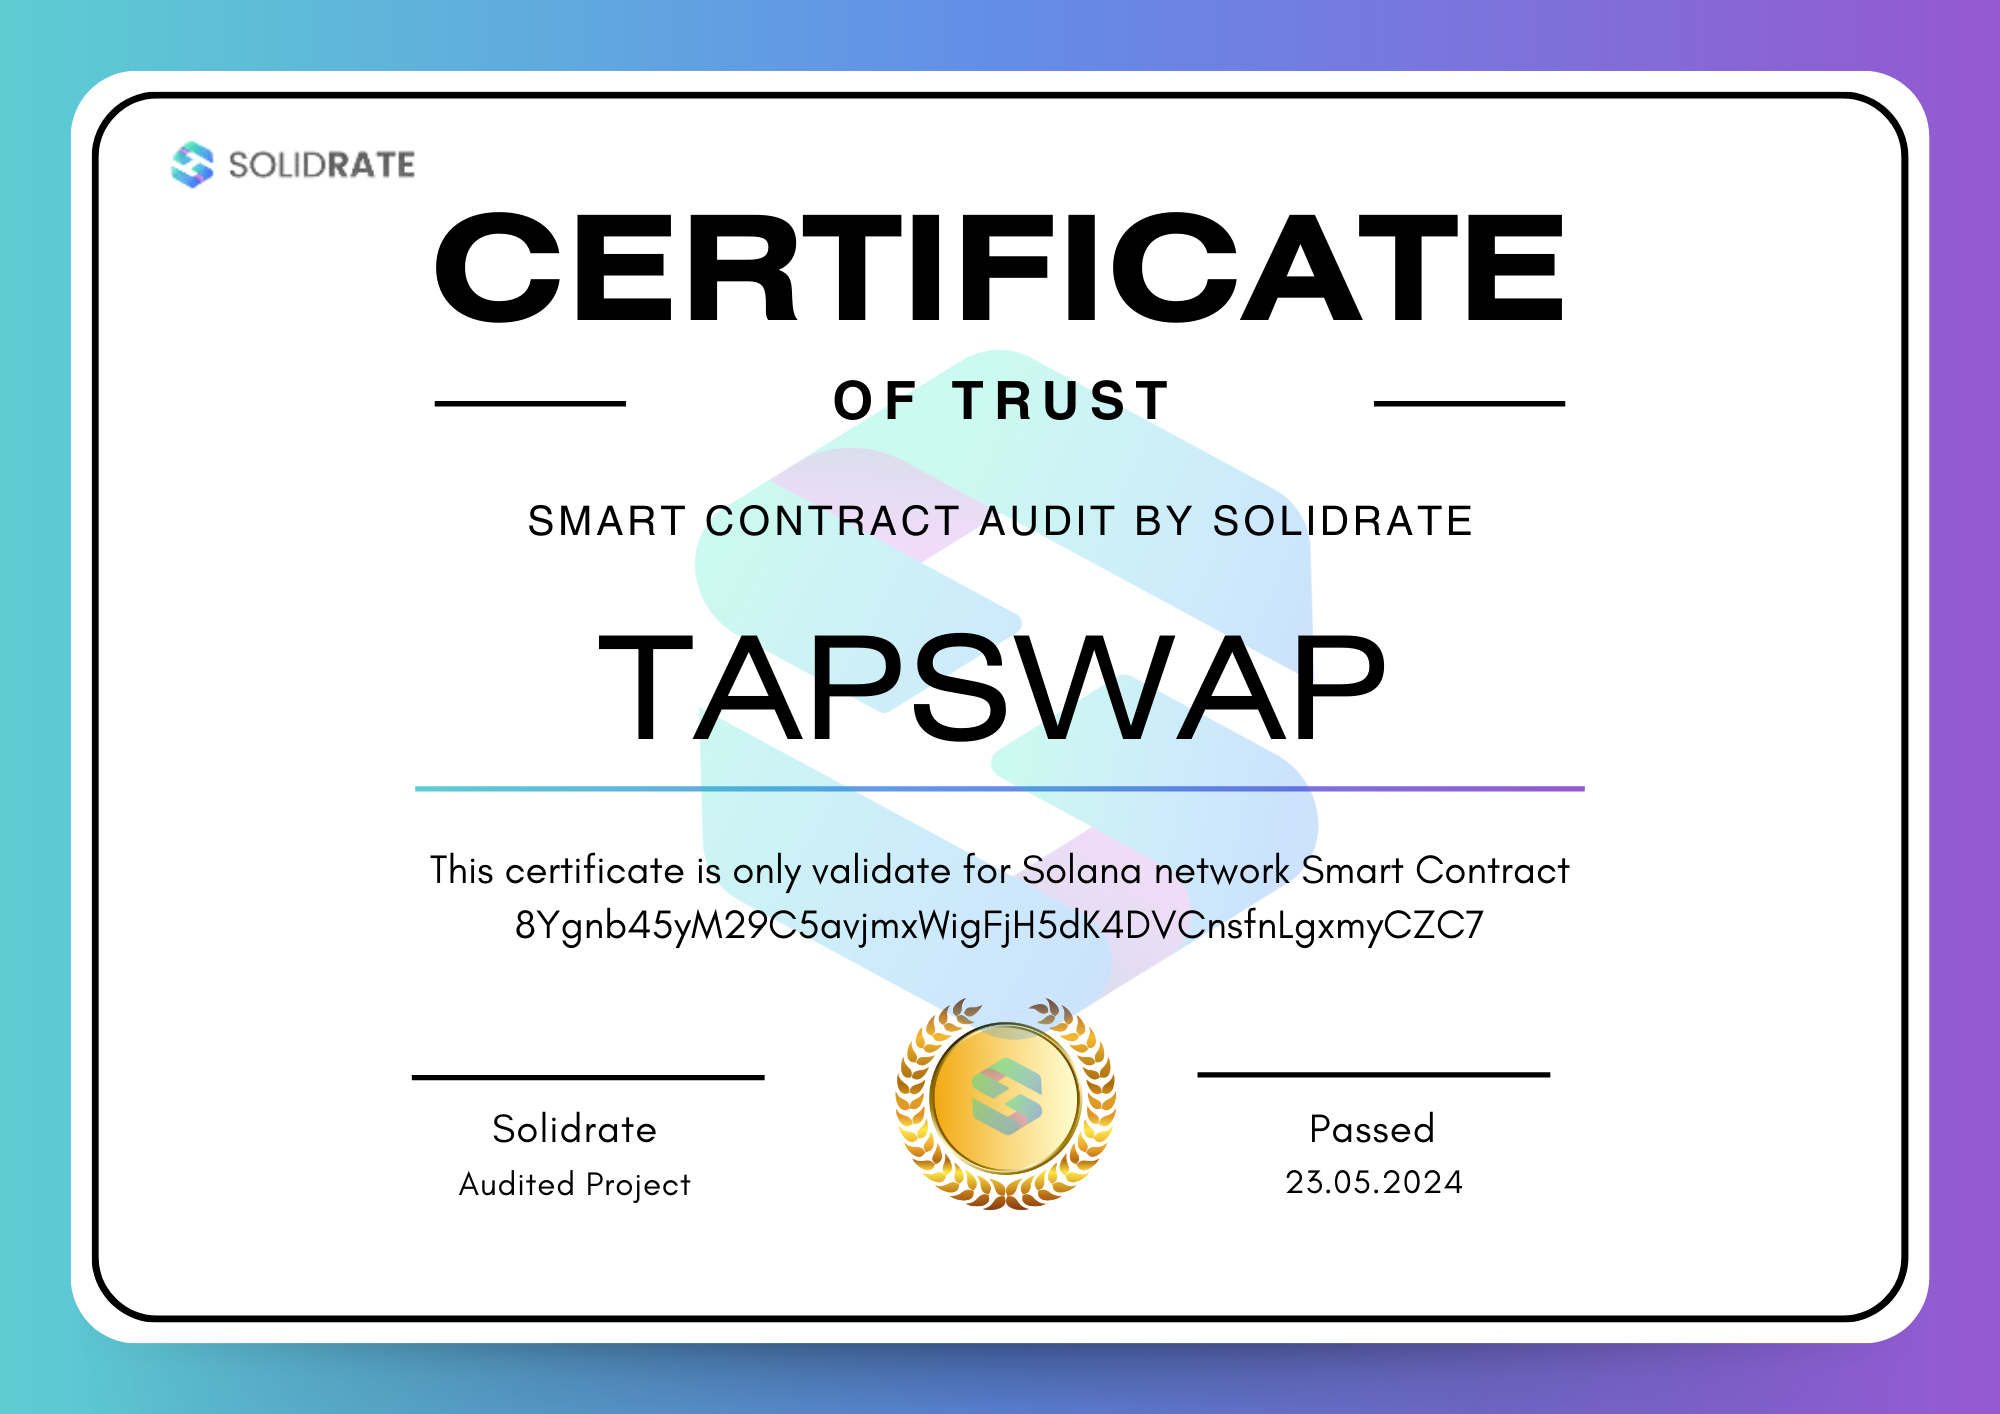 SOLIDRATE
CERTIFICATE
OF TRUST
SMART CONTRACT AUDIT BY SOLIDRATE
TAPSWAP
This certificate is only validate for Solana network Smart Contract
8Ygnb45yM29C5avjmxWigFjH5dK4DVCnsfnLgxmyCZC7
Solidrate
Audited Project
Passed
23.05.2024